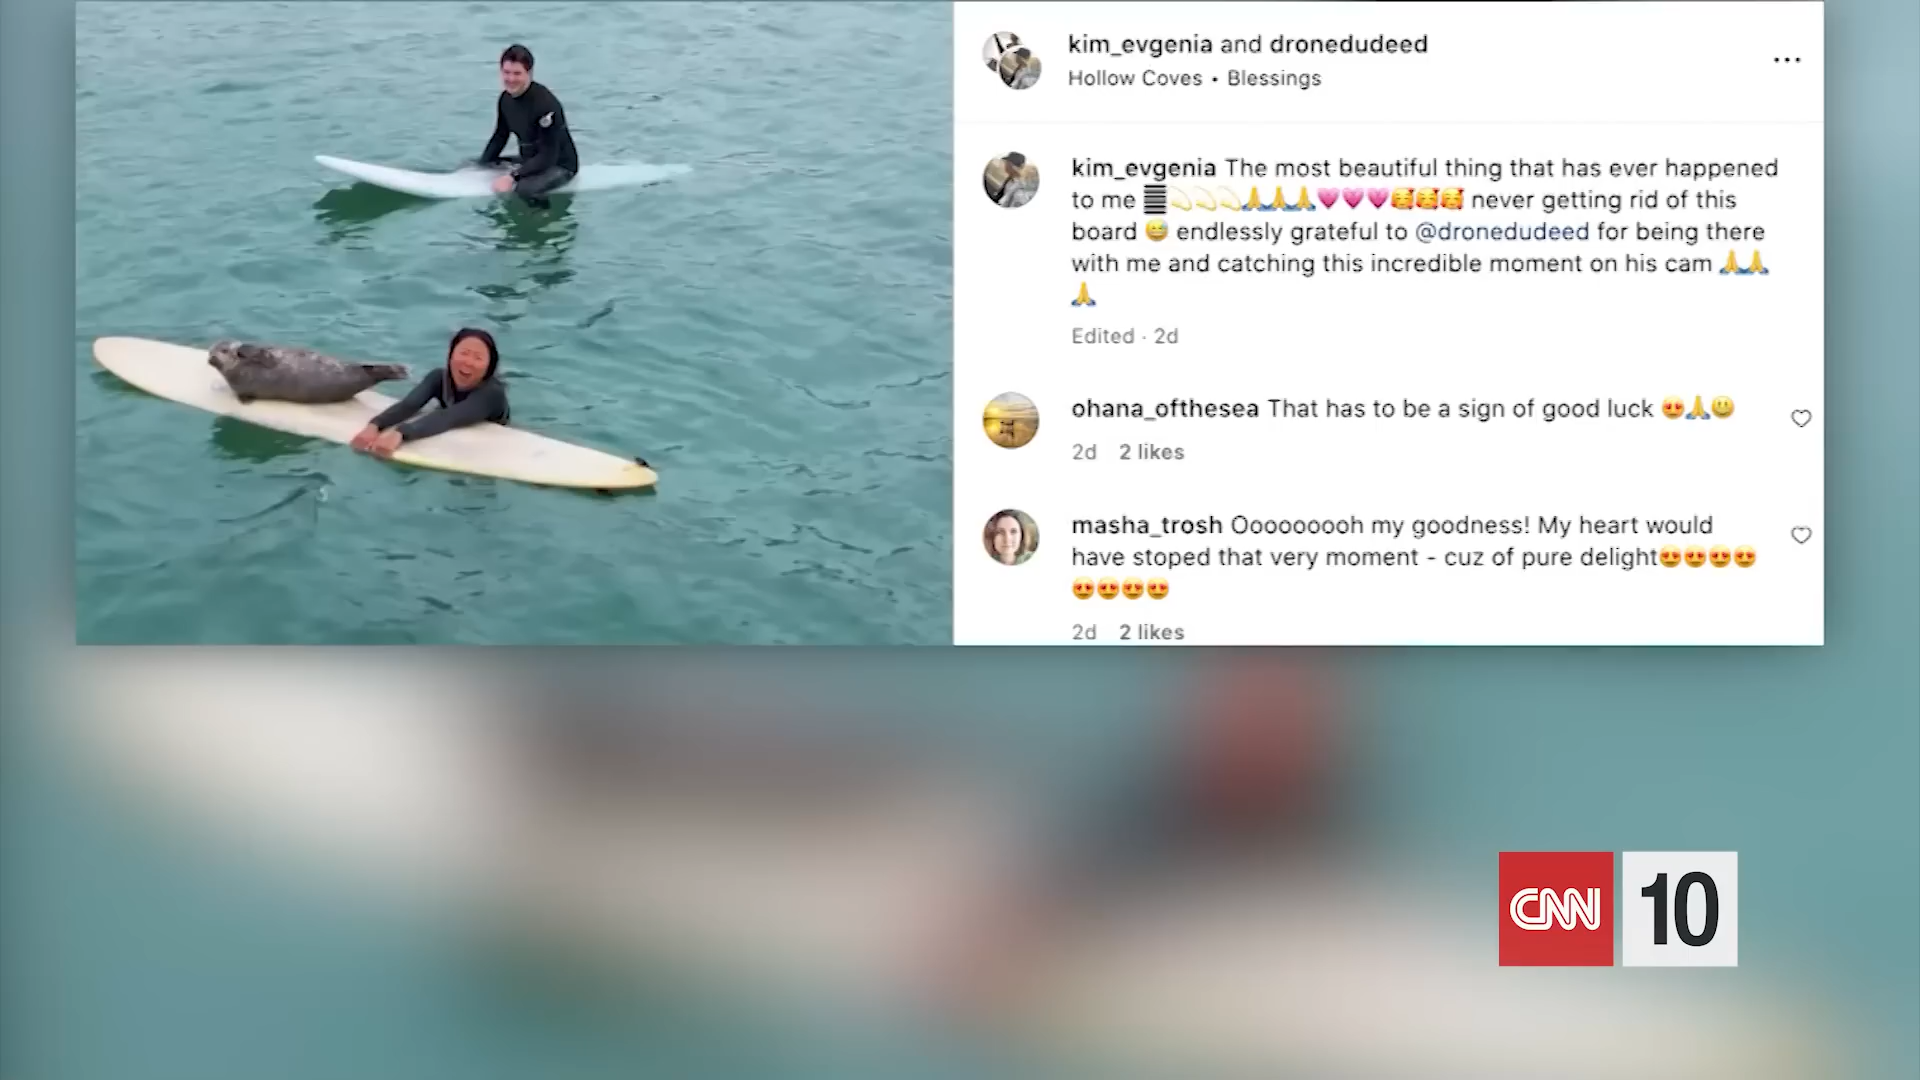 kim_evgenia and dronedudeed
Hollow Coves • Blessings
kim_evgenia The most beautiful thing that has ever happened
to me 💫💫💫🙏🙏🙏💗💗💗🥰🥰🥰 never getting rid of this
board 😅 endlessly grateful to @dronedudeed for being there
with me and catching this incredible moment on his cam 🙏🙏
🙏
Edited · 2d
ohana_ofthesea That has to be a sign of good luck 😍🙏😃
2d 2 likes
masha_trosh Ooooooooh my goodness! My heart would
have stoped that very moment - cuz of pure delight😍😍😍😍
😍😍😍😍
2d 2 likes
CNN 10